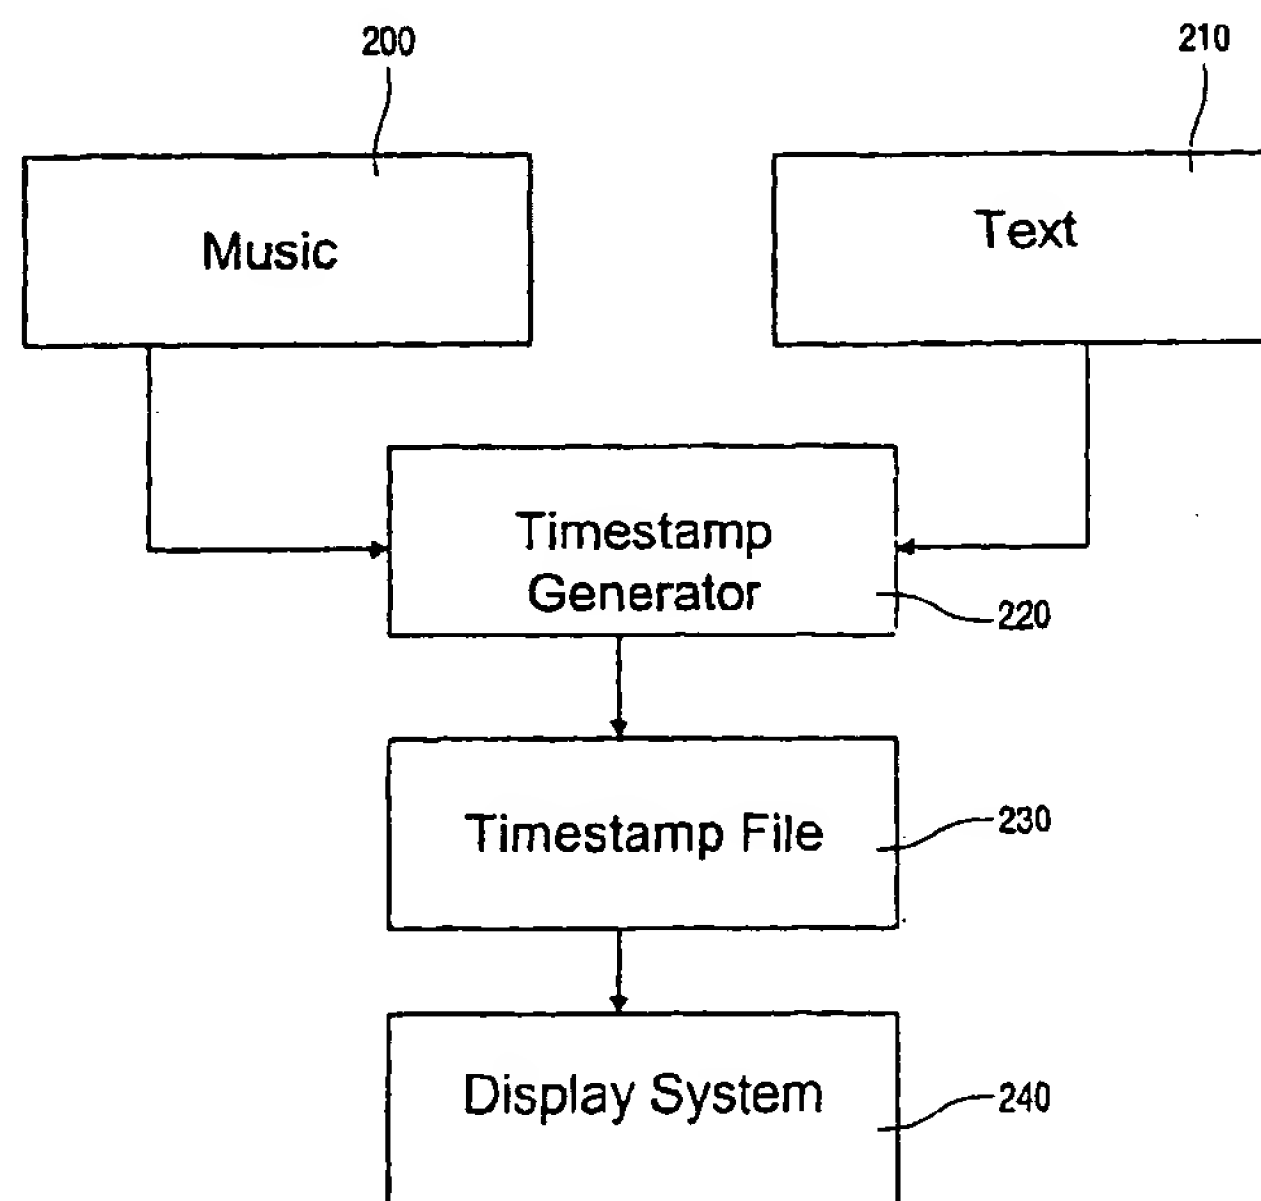 200
210
Music
Text
Timestamp
Generator
220
Timestamp File
230
Display System
240